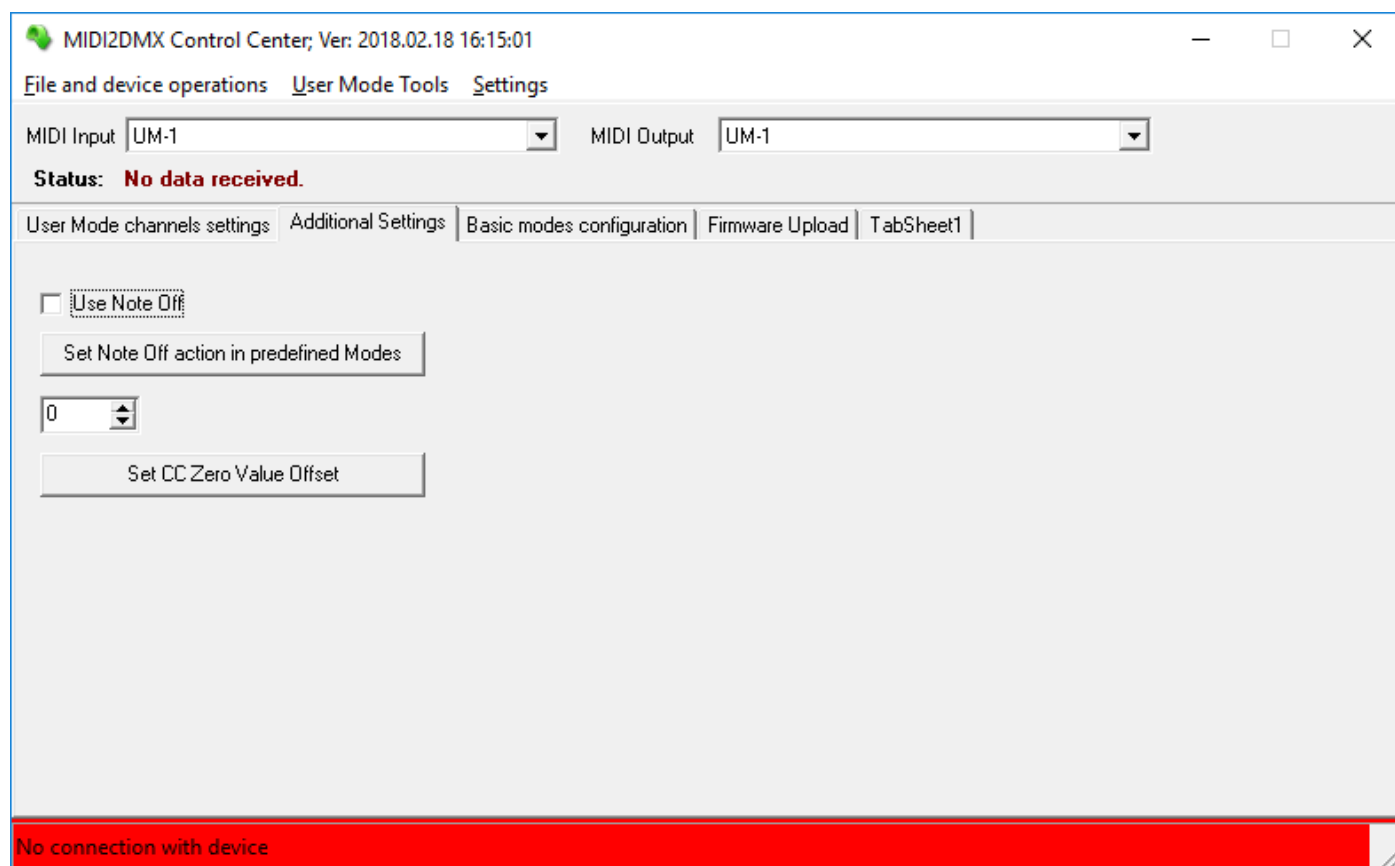 MIDI2DMX Control Center; Ver: 2018.02.18 16:15:01
File and device operations User Mode Tools Settings
MIDI Input UM-1 MIDI Output UM-1
Status: No data received.
User Mode channels settings Additional Settings Basic modes configuration Firmware Upload TabSheet1
Use Note Off
Set Note Off action in predefined Modes
0
Set CC Zero Value Offset
No connection with device